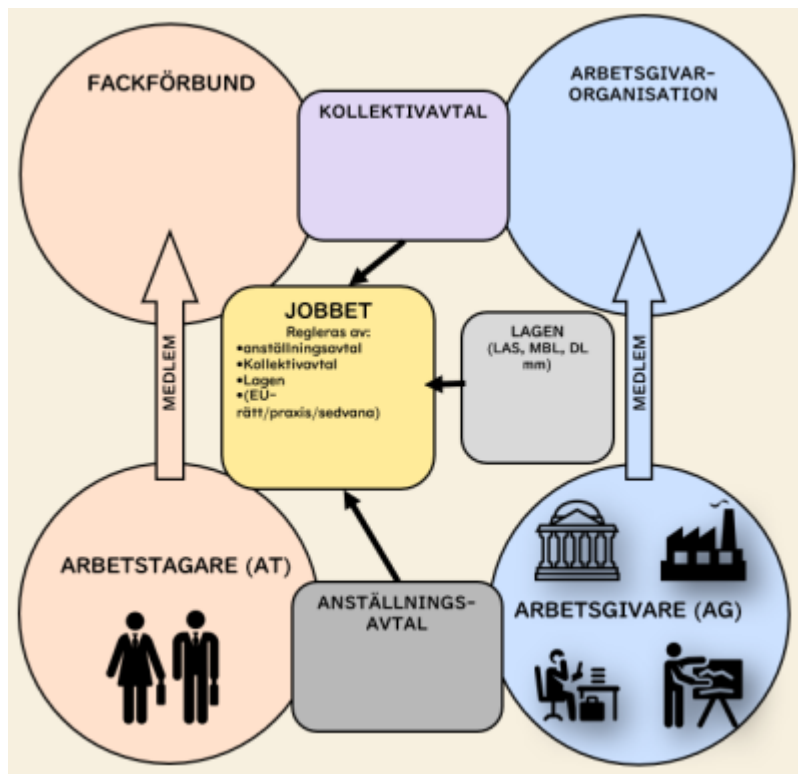 FACKFÖRBUND
ARBETSGIVAR-
ORGANISATION
KOLLEKTIVAVTAL
JOBBET
Regleras av:
•anställningsavtal
•Kollektivavtal
•Lagen
•(EU-
rätt/praxis/sedvana)
LAGEN
(LAS, MBL, DL
mm)
MEDLEM
MEDLEM
ARBETSTAGARE (AT)
ANSTÄLLNINGS-
AVTAL
ARBETSGIVARE (AG)